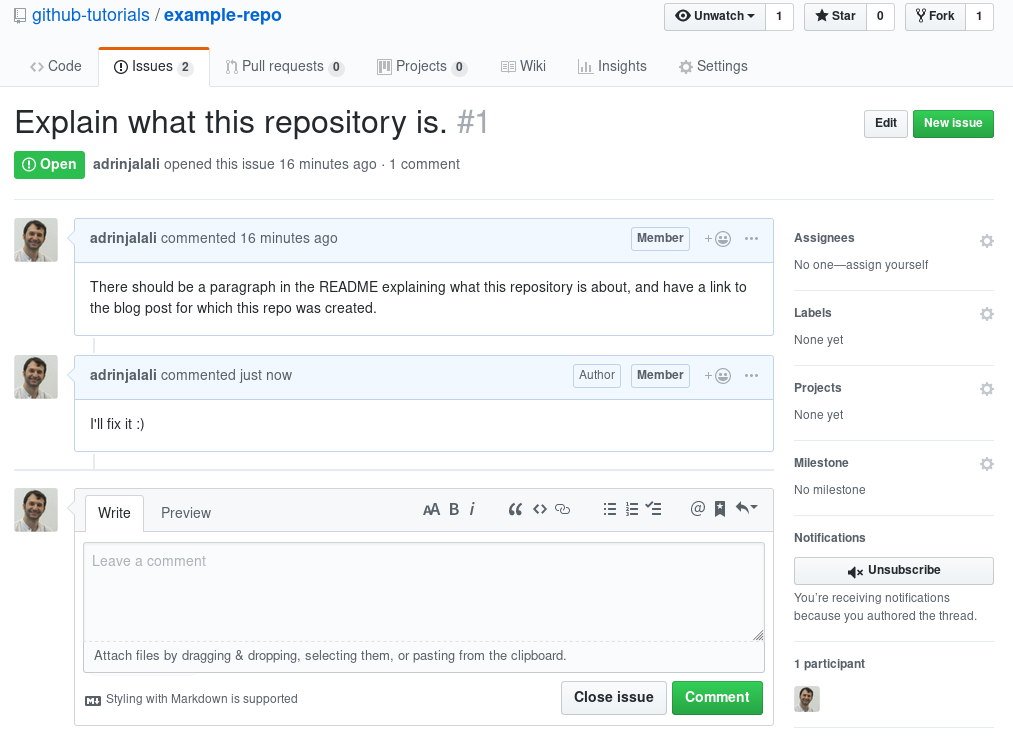 github-tutorials / example-repo
Unwatch 1 Star 0 Fork 1
Code Issues 2 Pull requests 0 Projects 0 Wiki Insights Settings
Explain what this repository is. #1
Edit New issue
Open adrinjalali opened this issue 16 minutes ago · 1 comment
adrinjalali commented 16 minutes ago Member
There should be a paragraph in the README explaining what this repository is about, and have a link to
the blog post for which this repo was created.
adrinjalali commented just now Author Member
I'll fix it :)
Write Preview AA B i @
Leave a comment
Attach files by dragging & dropping, selecting them, or pasting from the clipboard.
Styling with Markdown is supported
Close issue Comment
Assignees
No one—assign yourself
Labels
None yet
Projects
None yet
Milestone
No milestone
Notifications
Unsubscribe
You’re receiving notifications
because you authored the thread.
1 participant